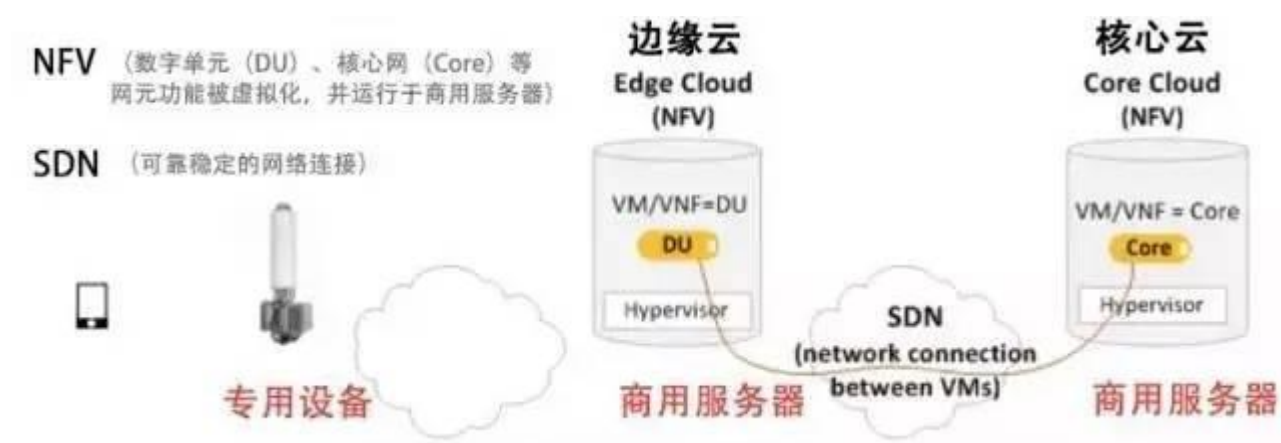 NFV （数字单元（DU）、核心网（Core）等
网元功能被虚拟化，并运行于商用服务器）
SDN （可靠稳定的网络连接）
专用设备
边缘云
Edge Cloud
(NFV)
VM/VNF=DU
DU
Hypervisor
商用服务器
SDN
(network connection
between VMs)
核心云
Core Cloud
(NFV)
VM/VNF = Core
Core
Hypervisor
商用服务器